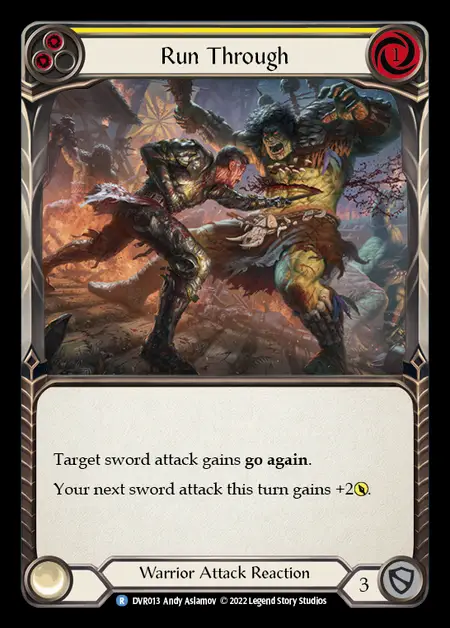 Run Through
1
Target sword attack gains go again.
Your next sword attack this turn gains +2.
Warrior Attack Reaction
3
R DVR013 Andy Aslamov © 2022 Legend Story Studios